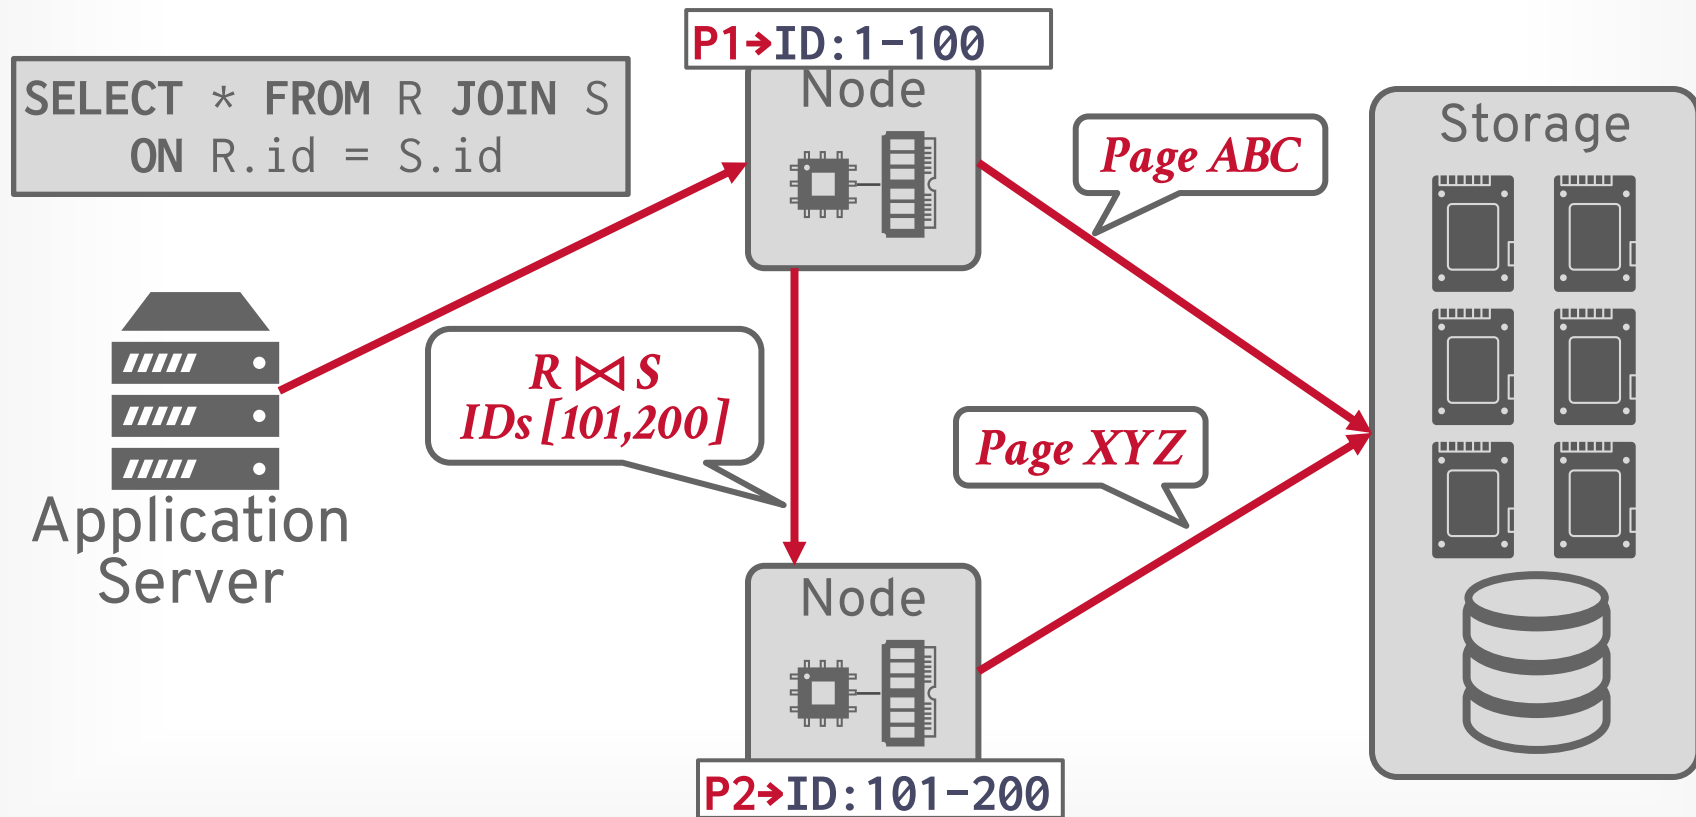 P1→ID:1-100
SELECT * FROM R JOIN S
ON R.id = S.id
Node
Page ABC
Storage
R ⋈ S
IDs [101,200]
Page XYZ
Application
Server
Node
P2→ID:101-200